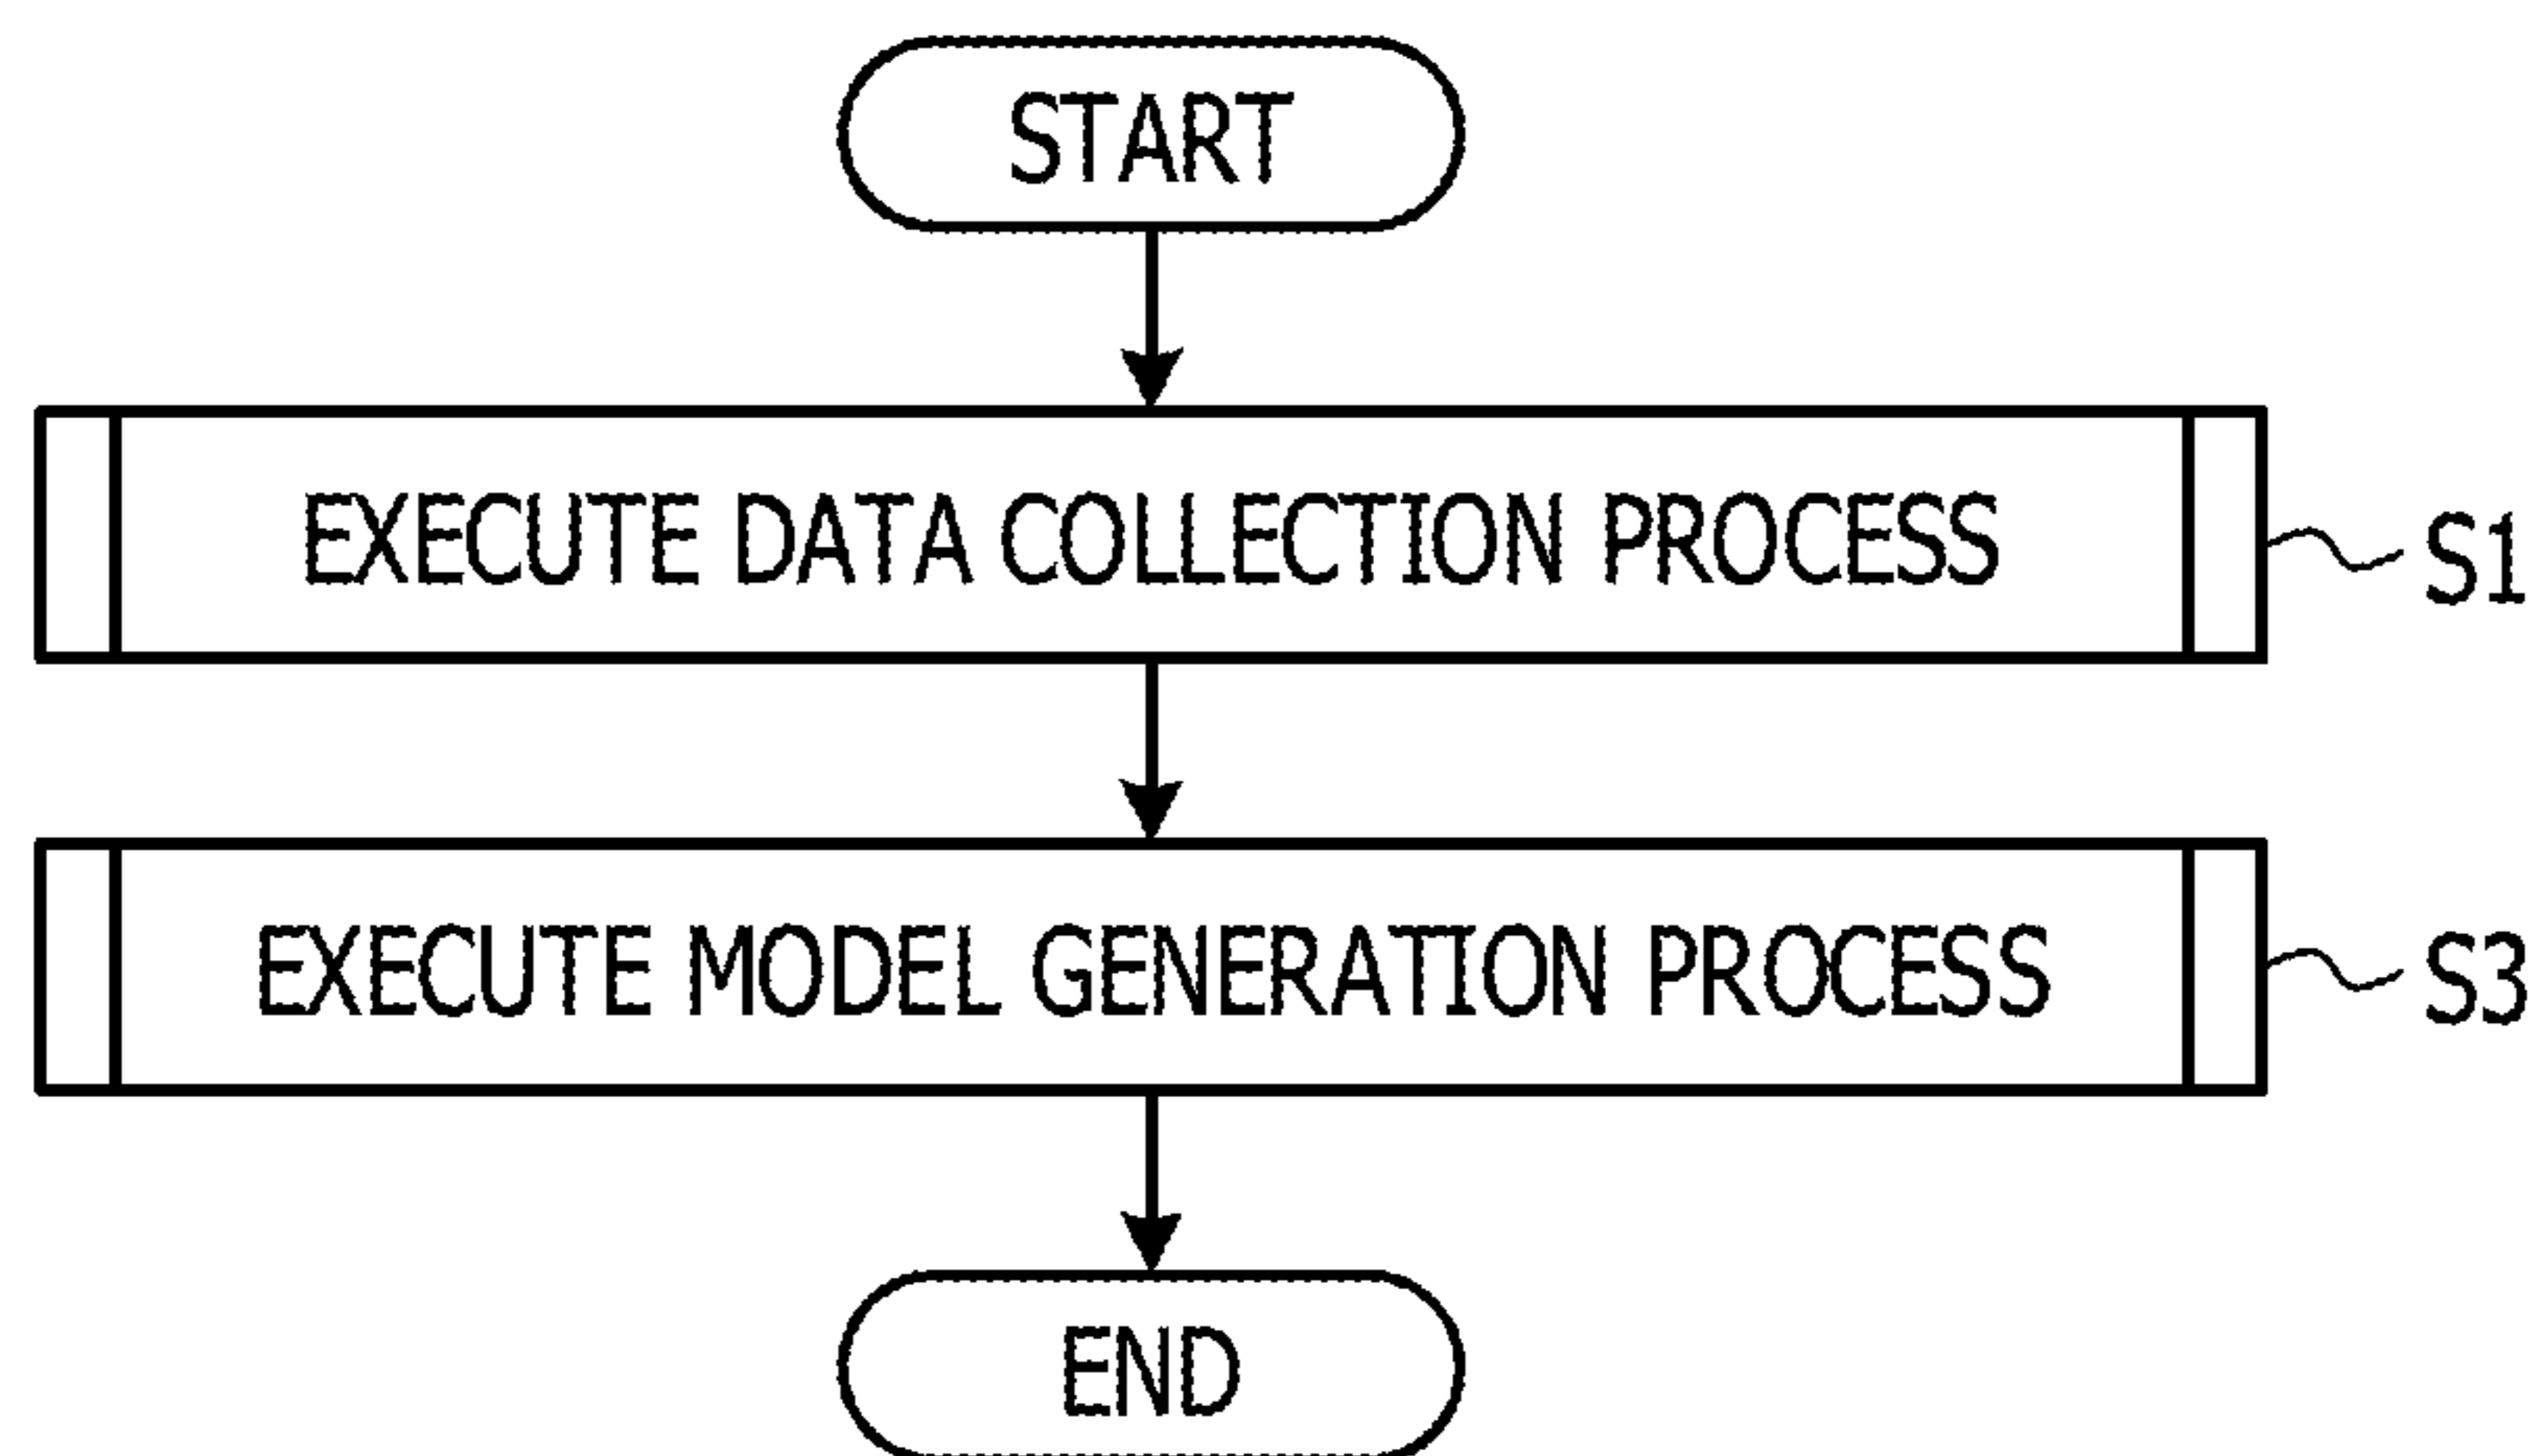 START
EXECUTE DATA COLLECTION PROCESS
S1
EXECUTE MODEL GENERATION PROCESS
S3
END